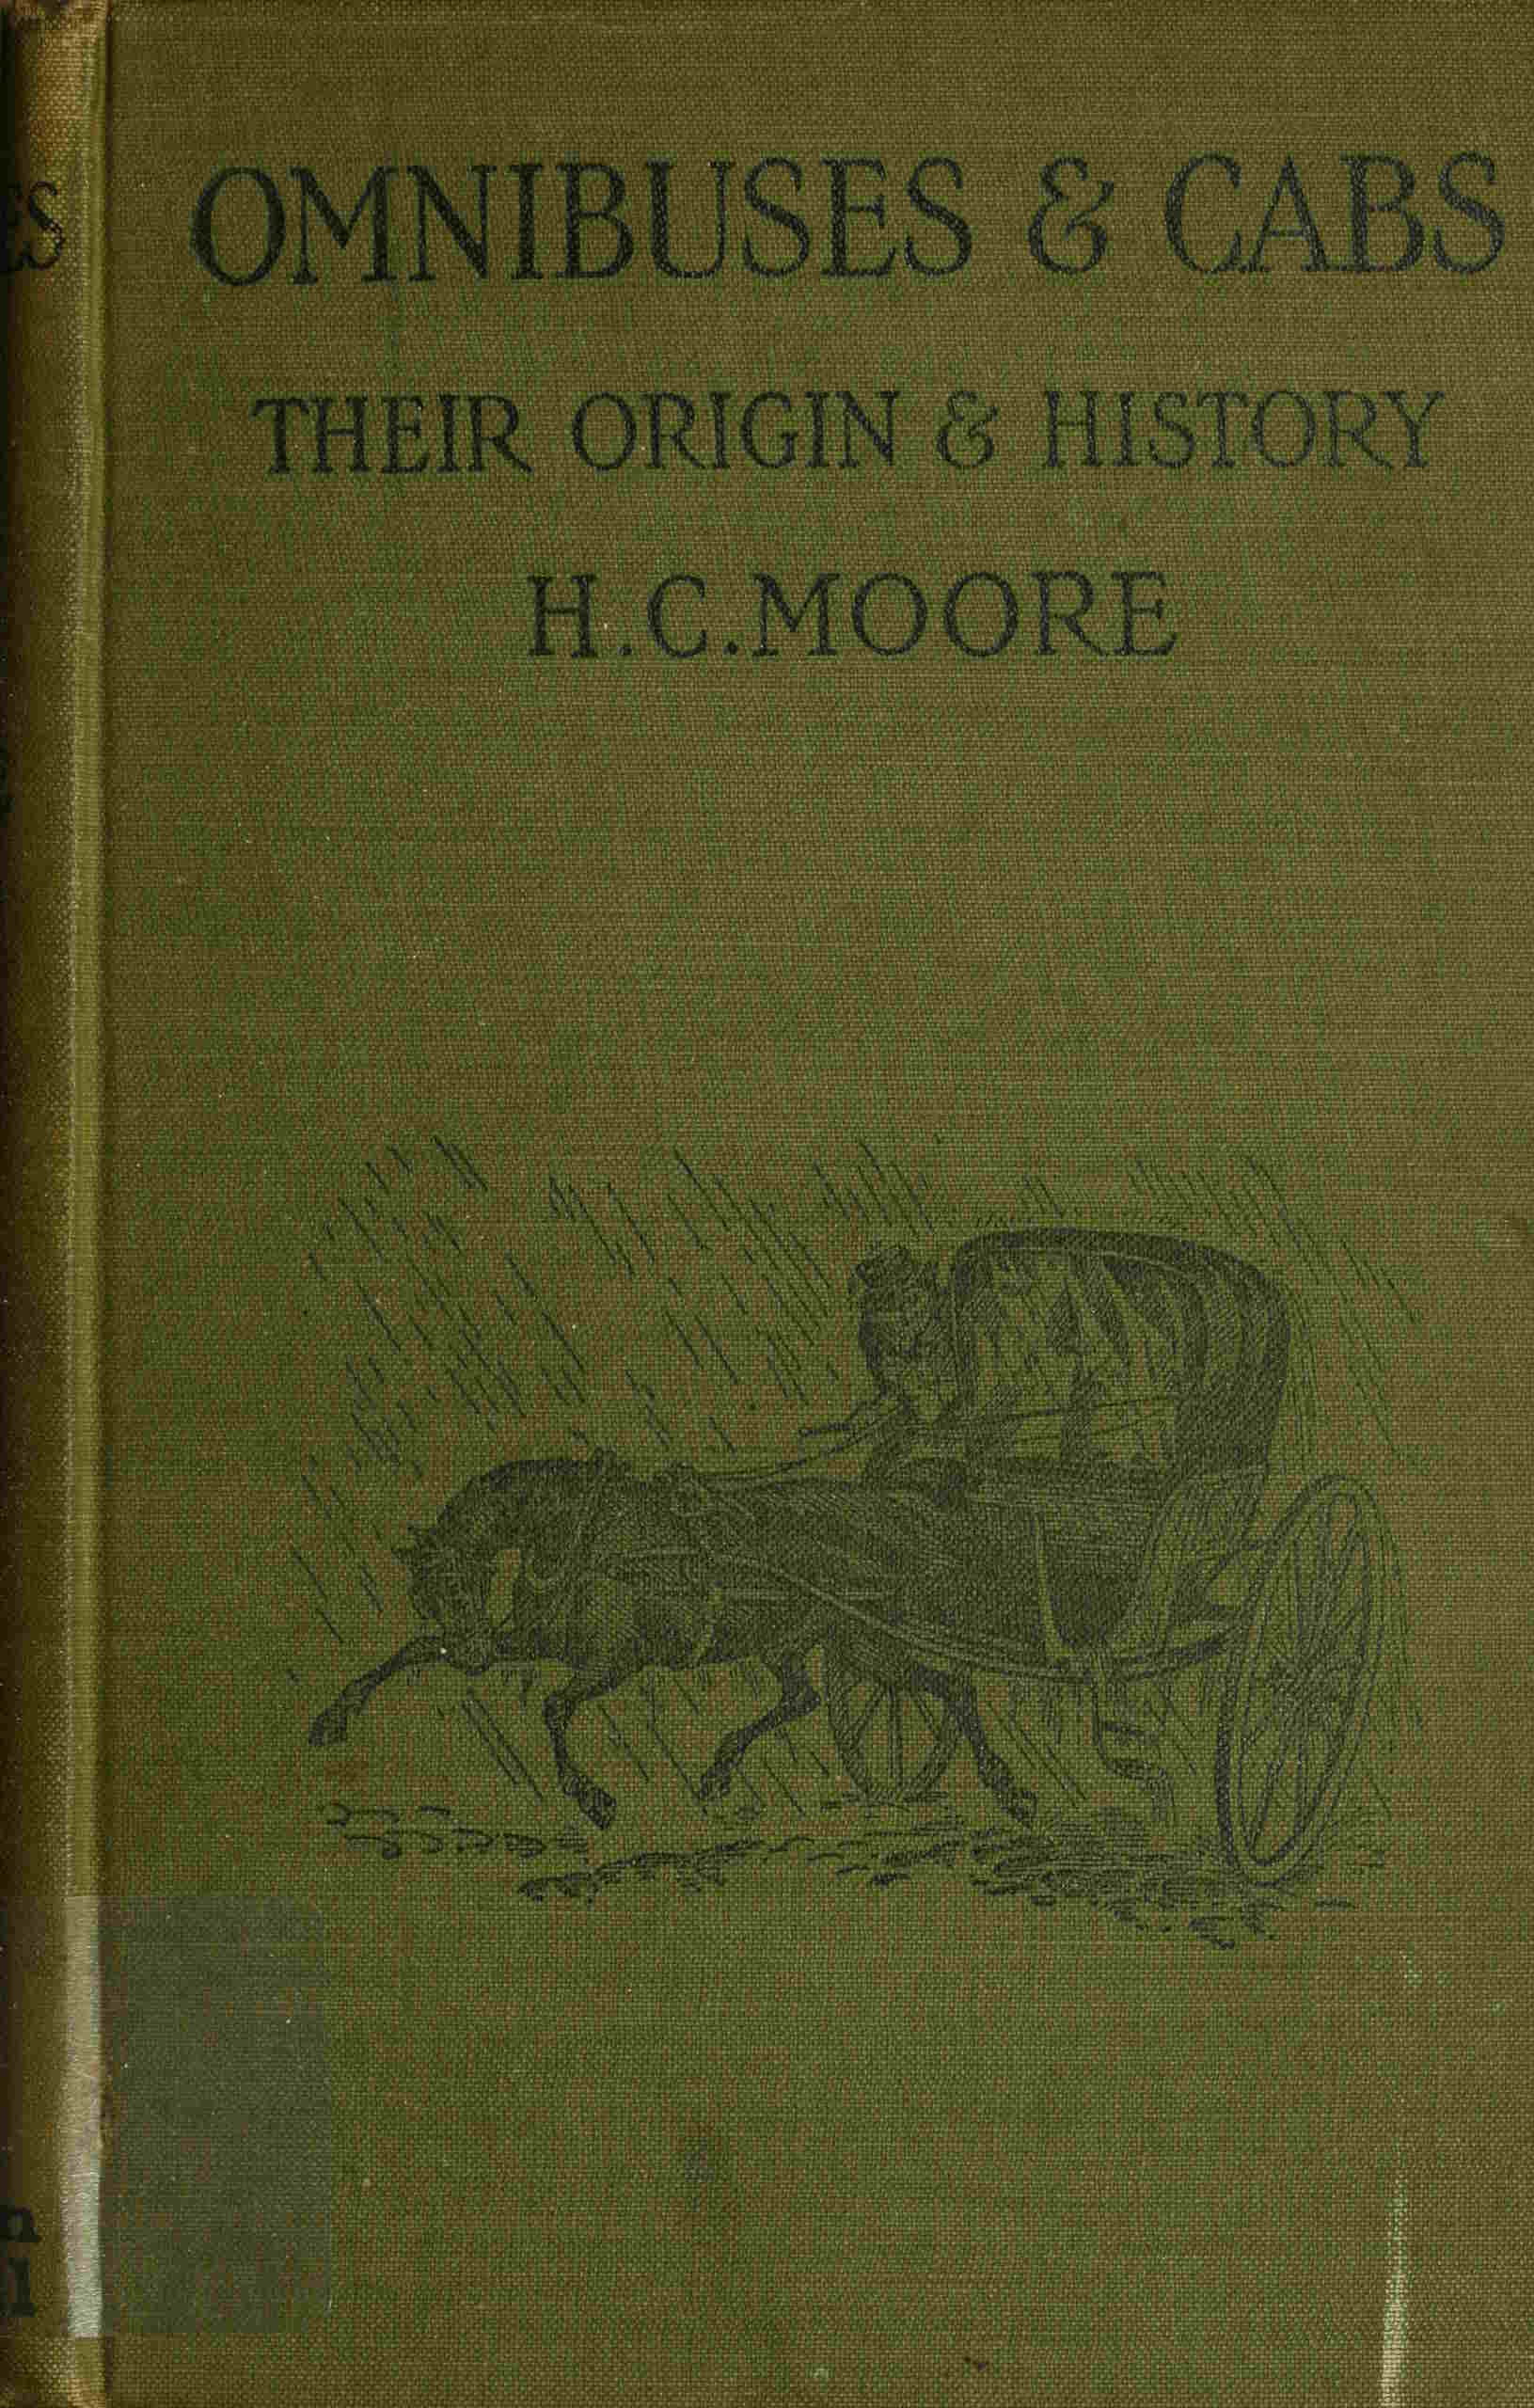 OMNIBUSES & CABS
THEIR ORIGIN & HISTORY
H. C. MOORE